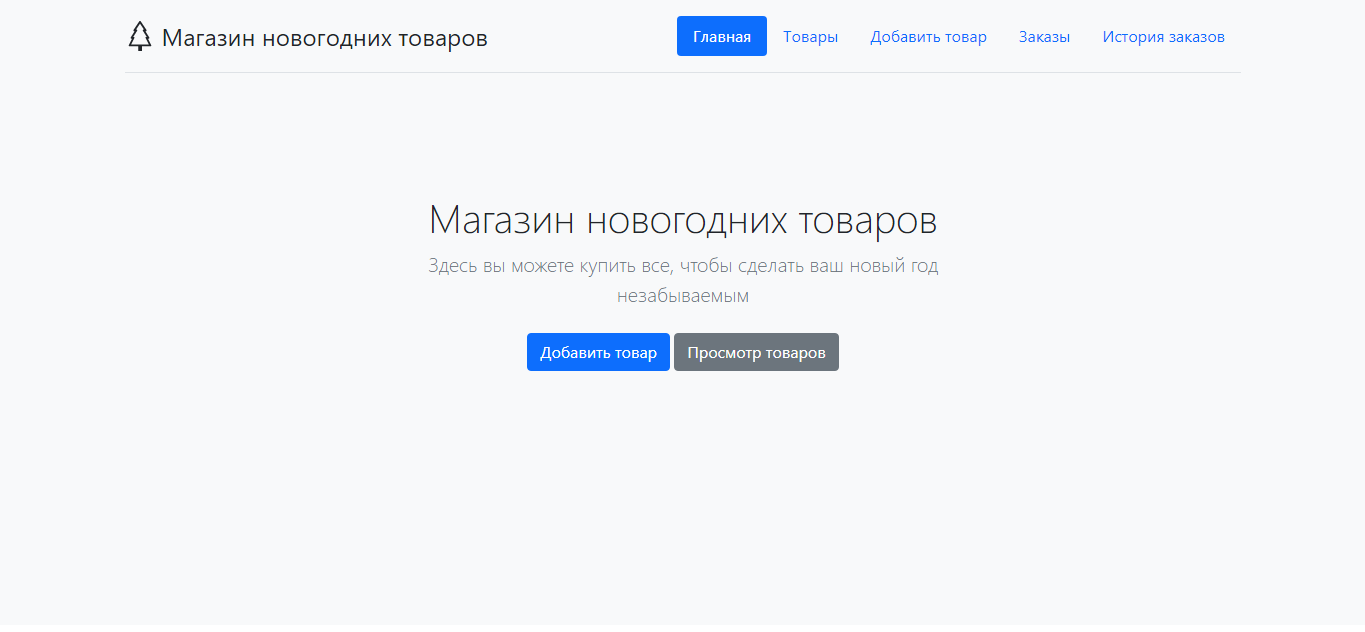 Магазин новогодних товаров
Главная
Товары
Добавить товар
Заказы
История заказов
Магазин новогодних товаров
Здесь вы можете купить все, чтобы сделать ваш новый год
незабываемым
Добавить товар
Просмотр товаров